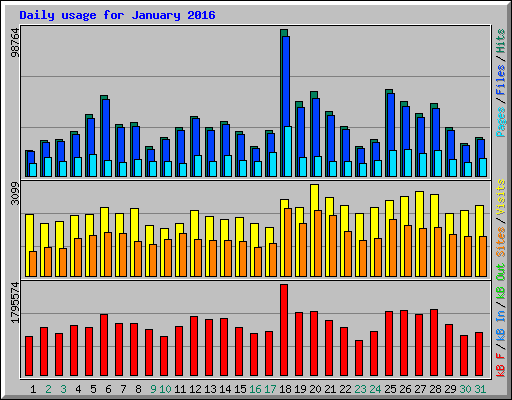 Daily usage for January 2016
98764
Pages / Files / Hits
3099
Sites / Visits
1795574
kB F / kB In / kB Out
1 2 3 4 5 6 7 8 9 10 11 12 13 14 15 16 17 18 19 20 21 22 23 24 25 26 27 28 29 30 31